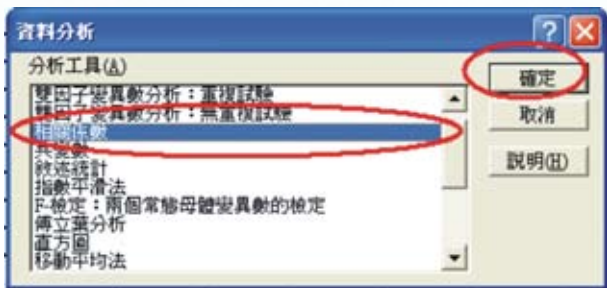 資料分析
分析工具(A)
雙因子變異數分析：重複試驗
雙因子變異數分析：無重複試驗
相關係數
共變數
敘述統計
指數平滑法
F-檢定：兩個常態母體變異數的檢定
傅立葉分析
直方圖
移動平均法
確定
取消
說明(H)